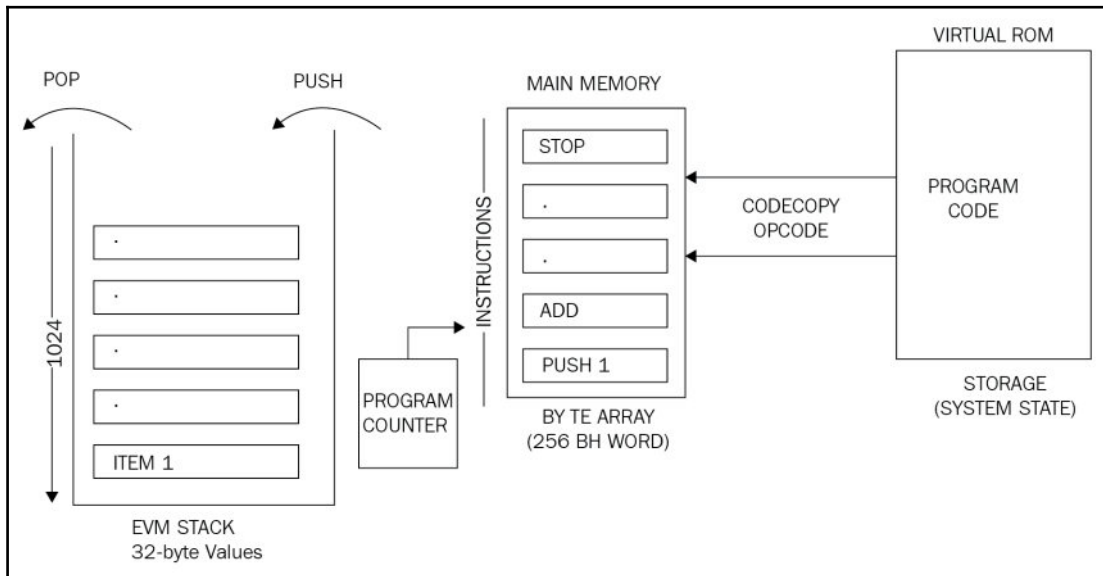 POP
PUSH
.
.
.
.
ITEM 1
1024
EVM STACK
32-byte Values
PROGRAM
COUNTER
INSTRUCTIONS
MAIN MEMORY
STOP
.
.
ADD
PUSH 1
BY TE ARRAY
(256 BH WORD)
CODECOPY
OPCODE
VIRTUAL ROM
PROGRAM
CODE
STORAGE
(SYSTEM STATE)